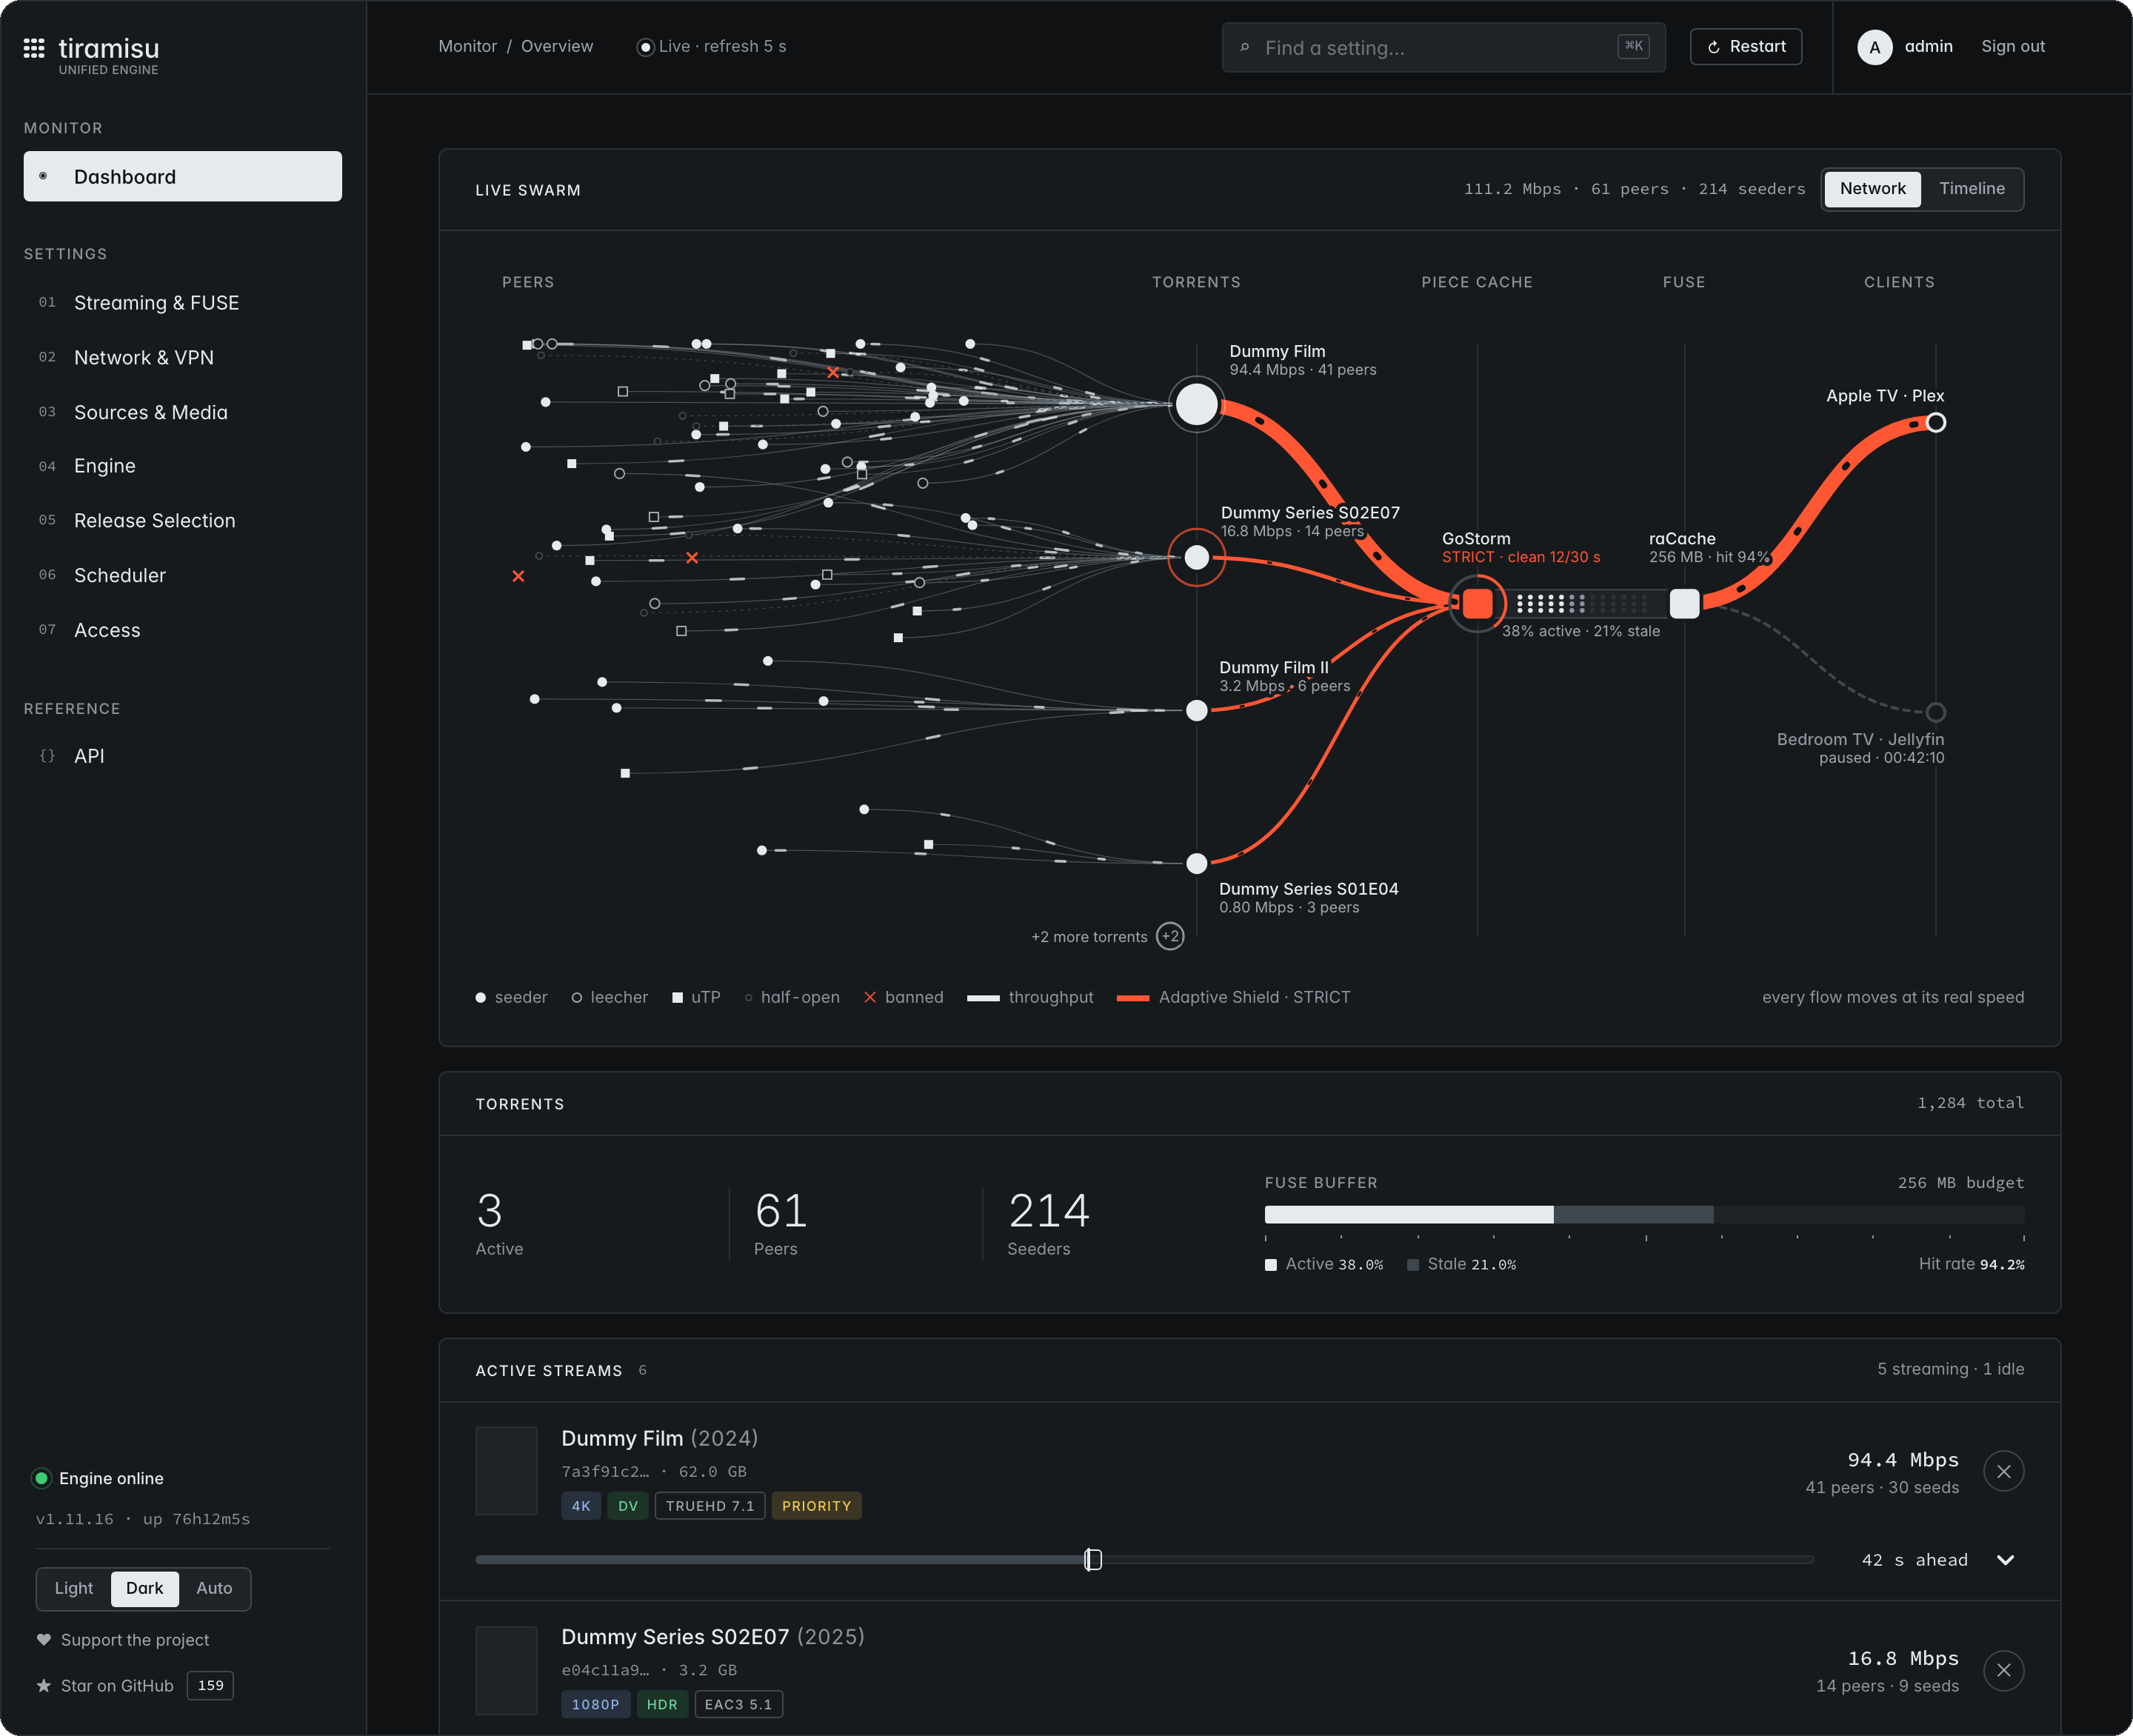 tiramisu
UNIFIED ENGINE
MONITOR
Dashboard
SETTINGS
01 Streaming & FUSE
02 Network & VPN
03 Sources & Media
04 Engine
05 Release Selection
06 Scheduler
07 Access
REFERENCE
{} API
Engine online
v1.11.16 · up 76h12m5s
Light Dark Auto
Support the project
Star on GitHub 159
Monitor / Overview
Live · refresh 5 s
Find a setting... ⌘K
Restart
A admin Sign out
LIVE SWARM
111.2 Mbps · 61 peers · 214 seeders
Network Timeline
PEERS TORRENTS PIECE CACHE FUSE CLIENTS
Dummy Film
94.4 Mbps · 41 peers
Apple TV · Plex
Dummy Series S02E07
16.8 Mbps · 14 peers
GoStorm
STRICT · clean 12/30 s
raCache
256 MB · hit 94%
38% active · 21% stale
Dummy Film II
3.2 Mbps · 6 peers
Bedroom TV · Jellyfin
paused · 00:42:10
Dummy Series S01E04
0.80 Mbps · 3 peers
+2 more torrents +2
seeder leecher uTP half-open banned throughput Adaptive Shield · STRICT
every flow moves at its real speed
TORRENTS
1,284 total
3
Active
61
Peers
214
Seeders
FUSE BUFFER
256 MB budget
Active 38.0% Stale 21.0%
Hit rate 94.2%
ACTIVE STREAMS 6
5 streaming · 1 idle
Dummy Film (2024)
7a3f91c2… · 62.0 GB
4K DV TRUEHD 7.1 PRIORITY
94.4 Mbps
41 peers · 30 seeds
42 s ahead
Dummy Series S02E07 (2025)
e04c11a9… · 3.2 GB
1080P HDR EAC3 5.1
16.8 Mbps
14 peers · 9 seeds